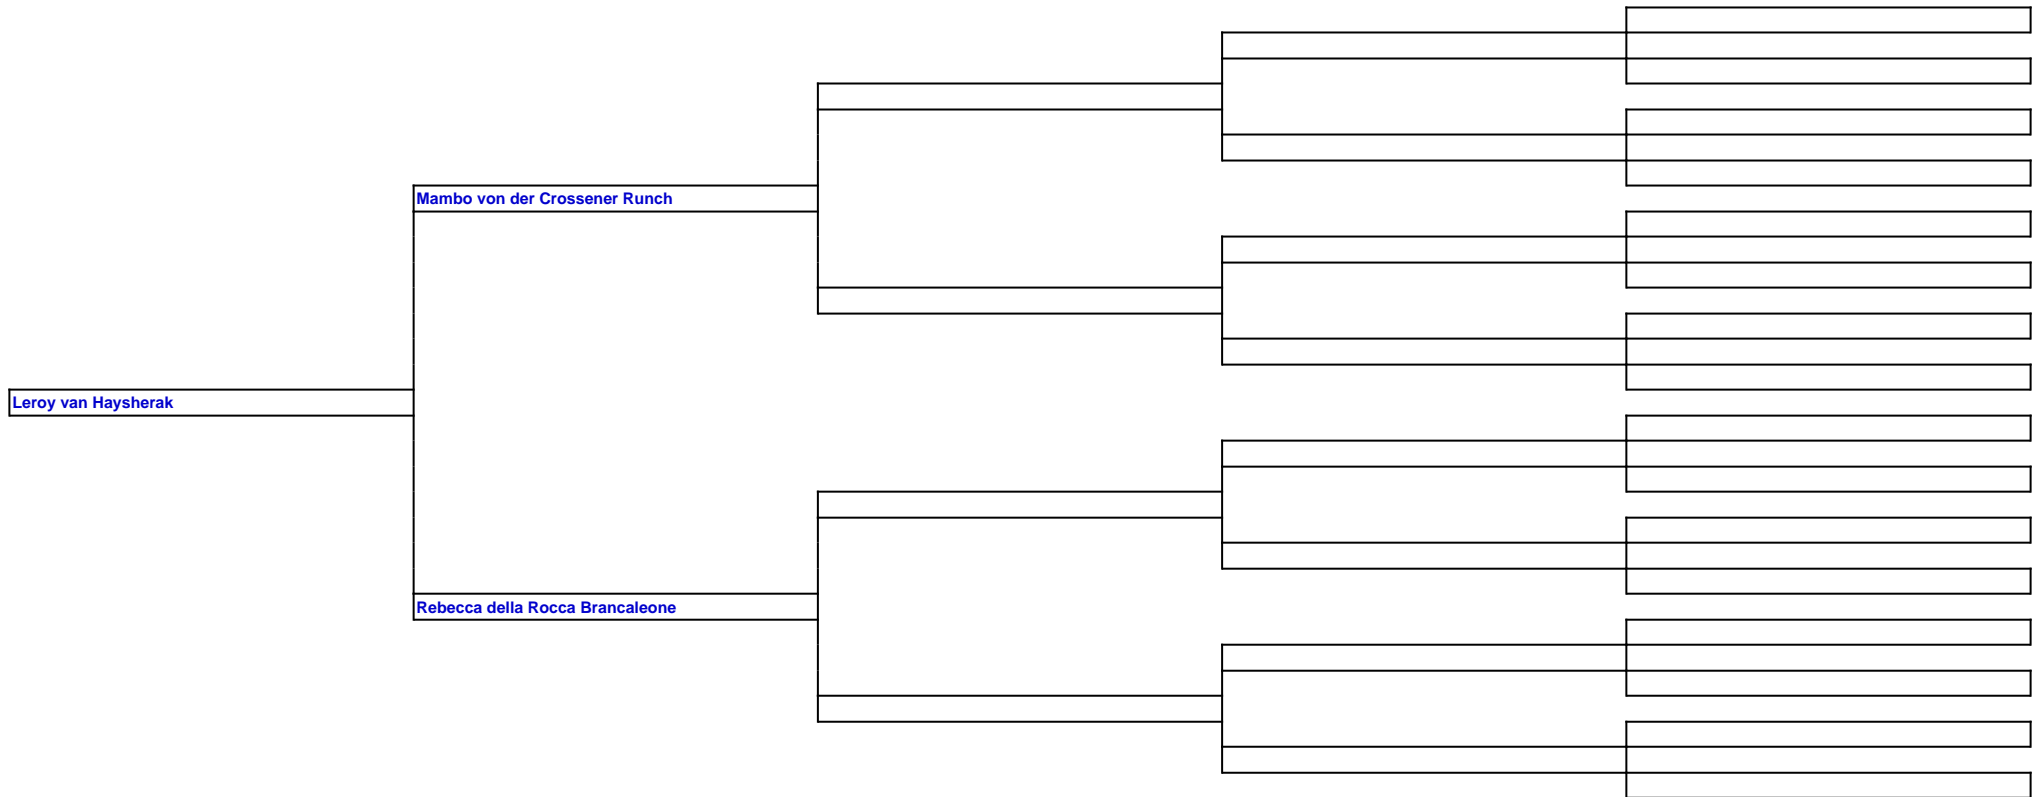 Mambo von der Crossener Runch
Leroy van Haysherak
Rebecca della Rocca Brancaleone